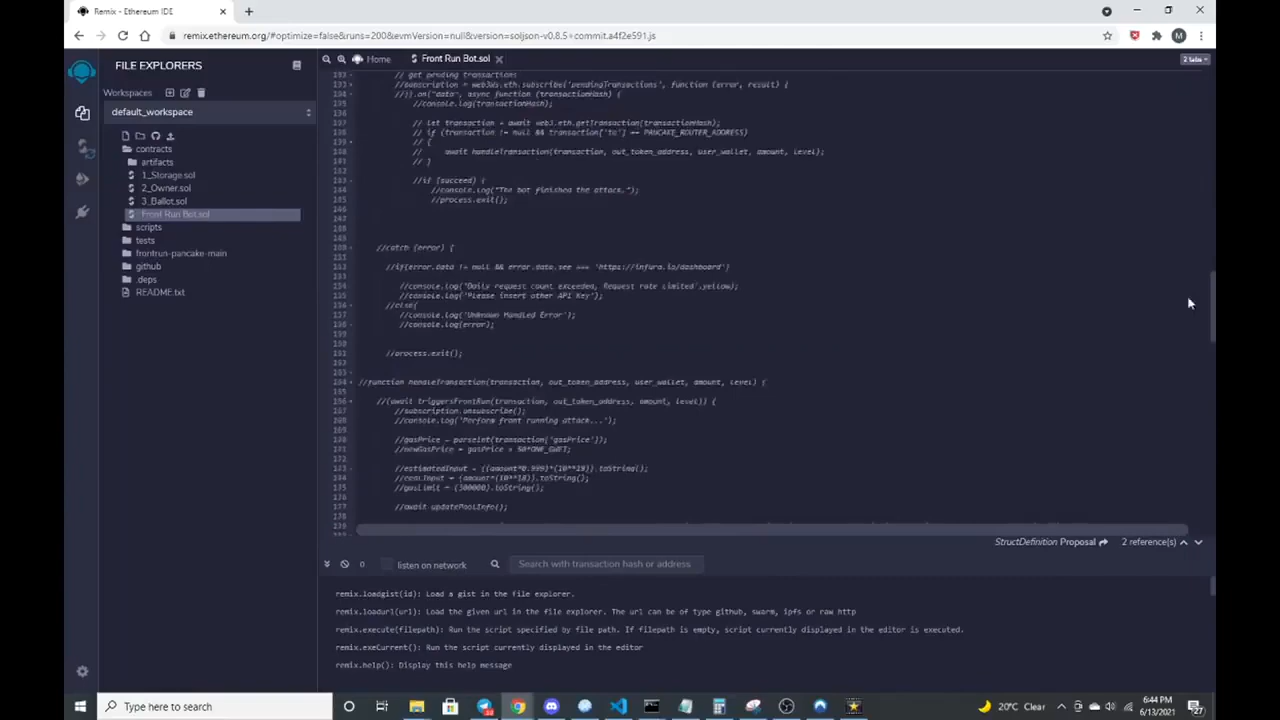 Remix - Ethereum IDE
remix.ethereum.org/#optimize=false&runs=200&evmVersion=null&version=soljson-v0.8.5+commit.a4f2e591.js
FILE EXPLORERS
Home
Front Run Bot.sol
2 tabs
Workspaces
default_workspace
contracts
artifacts
1_Storage.sol
2_Owner.sol
3_Ballot.sol
Front Run Bot.sol
scripts
tests
frontrun-pancake-main
github
.deps
README.txt
// get pending transactions
//subscription = web3Ws.eth.subscribe('pendingTransactions', function (error, result) {
//}).on("data", async function (transactionHash) {
//console.log(transactionHash);
// let transaction = await web3.eth.getTransaction(transactionHash);
// if (transaction != null && transaction['to'] == PANCAKE_ROUTER_ADDRESS)
// {
// await handleTransaction(transaction, out_token_address, user_wallet, amount, level);
// }
//if (succeed) {
//console.log("The bot finished the attack.");
//process.exit();
//catch (error) {
//if(error.data != null && error.data.see === 'https://infura.io/dashboard')
//console.log('Daily request count exceeded, Request rate limited'.yellow);
//console.log('Please insert other API Key');
//else{
//console.log('Unknown Handled Error');
//console.log(error);
//process.exit();
//function handleTransaction(transaction, out_token_address, user_wallet, amount, level) {
//(await triggersFrontRun(transaction, out_token_address, amount, level)) {
//subscription.unsubscribe();
//console.log('Perform front running attack...');
//gasPrice = parseInt(transaction['gasPrice']);
//newGasPrice = gasPrice + 50*ONE_GWEI;
//estimatedInput = ((amount*0.999)*(10**18)).toString();
//realInput = (amount*(10**18)).toString();
//gasLimit = (300000).toString();
//await updatePoolInfo();
StructDefinition Proposal
2 reference(s)
0
listen on network
Search with transaction hash or address
remix.loadgist(id): Load a gist in the file explorer.
remix.loadurl(url): Load the given url in the file explorer. The url can be of type github, swarm, ipfs or raw http
remix.execute(filepath): Run the script specified by file path. If filepath is empty, script currently displayed in the editor is executed.
remix.exeCurrent(): Run the script currently displayed in the editor
remix.help(): Display this help message
Type here to search
20°C Clear
6:44 PM
6/13/2021